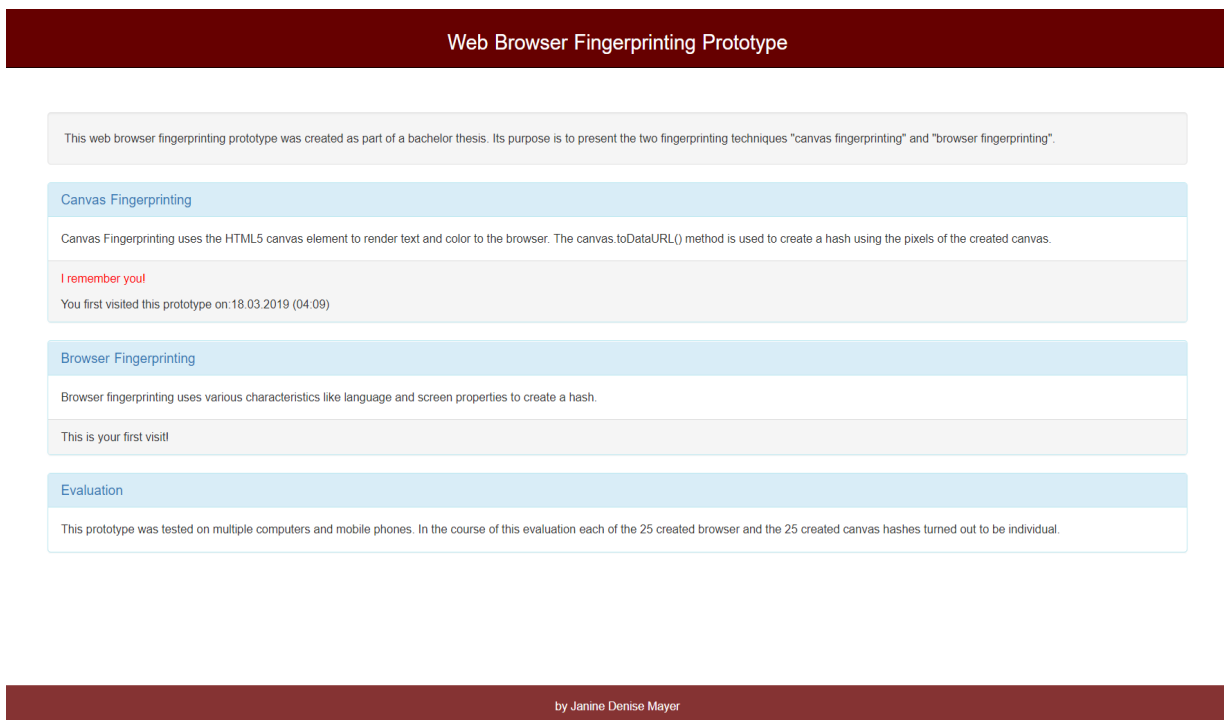 Web Browser Fingerprinting Prototype
This web browser fingerprinting prototype was created as part of a bachelor thesis. Its purpose is to present the two fingerprinting techniques "canvas fingerprinting" and "browser fingerprinting".
Canvas Fingerprinting
Canvas Fingerprinting uses the HTML5 canvas element to render text and color to the browser. The canvas.toDataURL() method is used to create a hash using the pixels of the created canvas.
I remember you!
You first visited this prototype on:18.03.2019 (04:09)
Browser Fingerprinting
Browser fingerprinting uses various characteristics like language and screen properties to create a hash.
This is your first visit!
Evaluation
This prototype was tested on multiple computers and mobile phones. In the course of this evaluation each of the 25 created browser and the 25 created canvas hashes turned out to be individual.
by Janine Denise Mayer